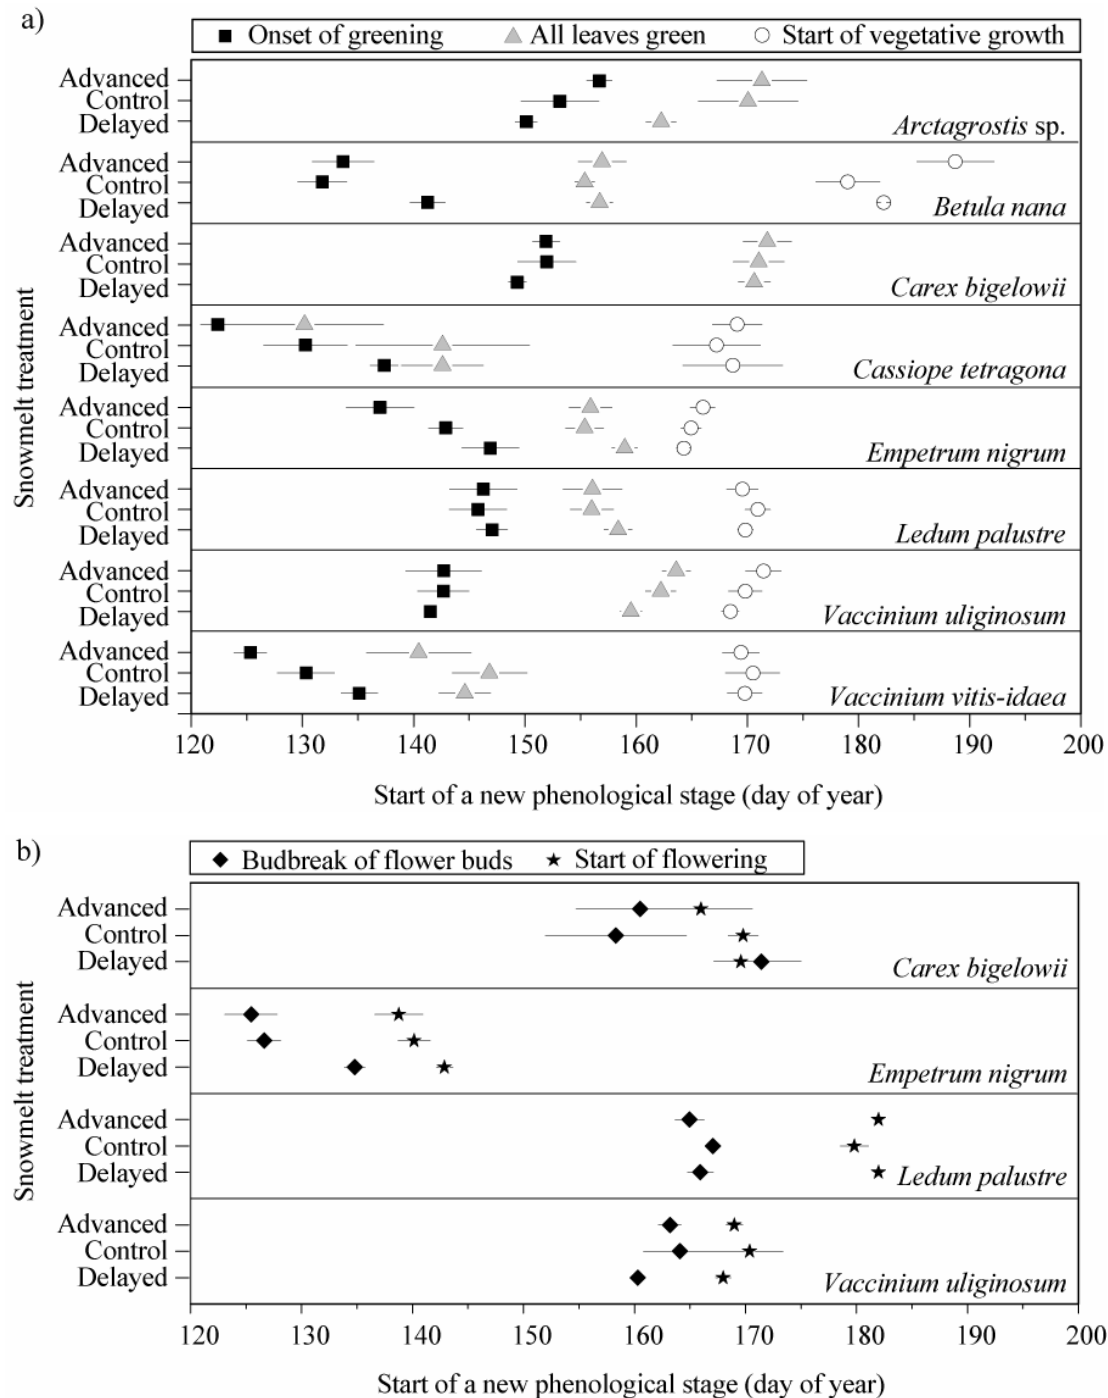 a)
Onset of greening All leaves green Start of vegetative growth
Snowmelt treatment
Advanced
Control
Delayed
Arctagrostis sp.
Advanced
Control
Delayed
Betula nana
Advanced
Control
Delayed
Carex bigelowii
Advanced
Control
Delayed
Cassiope tetragona
Advanced
Control
Delayed
Empetrum nigrum
Advanced
Control
Delayed
Ledum palustre
Advanced
Control
Delayed
Vaccinium uliginosum
Advanced
Control
Delayed
Vaccinium vitis-idaea
120 130 140 150 160 170 180 190 200
Start of a new phenological stage (day of year)
b)
Budbreak of flower buds Start of flowering
Snowmelt treatment
Advanced
Control
Delayed
Carex bigelowii
Advanced
Control
Delayed
Empetrum nigrum
Advanced
Control
Delayed
Ledum palustre
Advanced
Control
Delayed
Vaccinium uliginosum
120 130 140 150 160 170 180 190 200
Start of a new phenological stage (day of year)